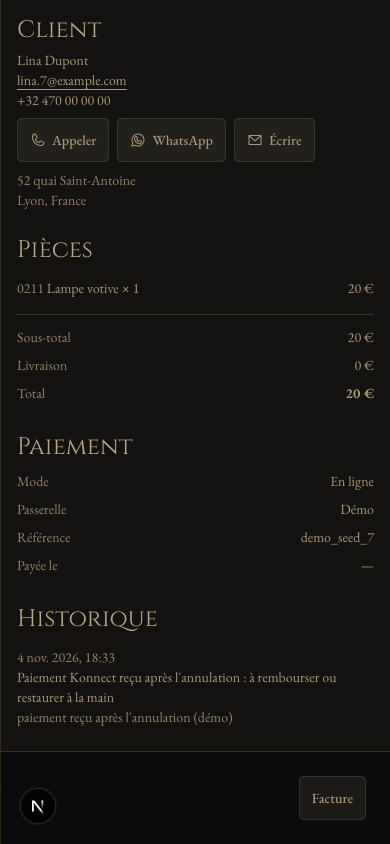 Client
Lina Dupont
lina.7@example.com
+32 470 00 00 00
Appeler WhatsApp Écrire
52 quai Saint-Antoine
Lyon, France
Pièces
0211 Lampe votive × 1 20 €
Sous-total 20 €
Livraison 0 €
Total 20 €
Paiement
Mode En ligne
Passerelle Démo
Référence demo_seed_7
Payée le —
Historique
4 nov. 2026, 18:33
Paiement Konnect reçu après l'annulation : à rembourser ou
restaurer à la main
paiement reçu après l'annulation (démo)
Facture
N